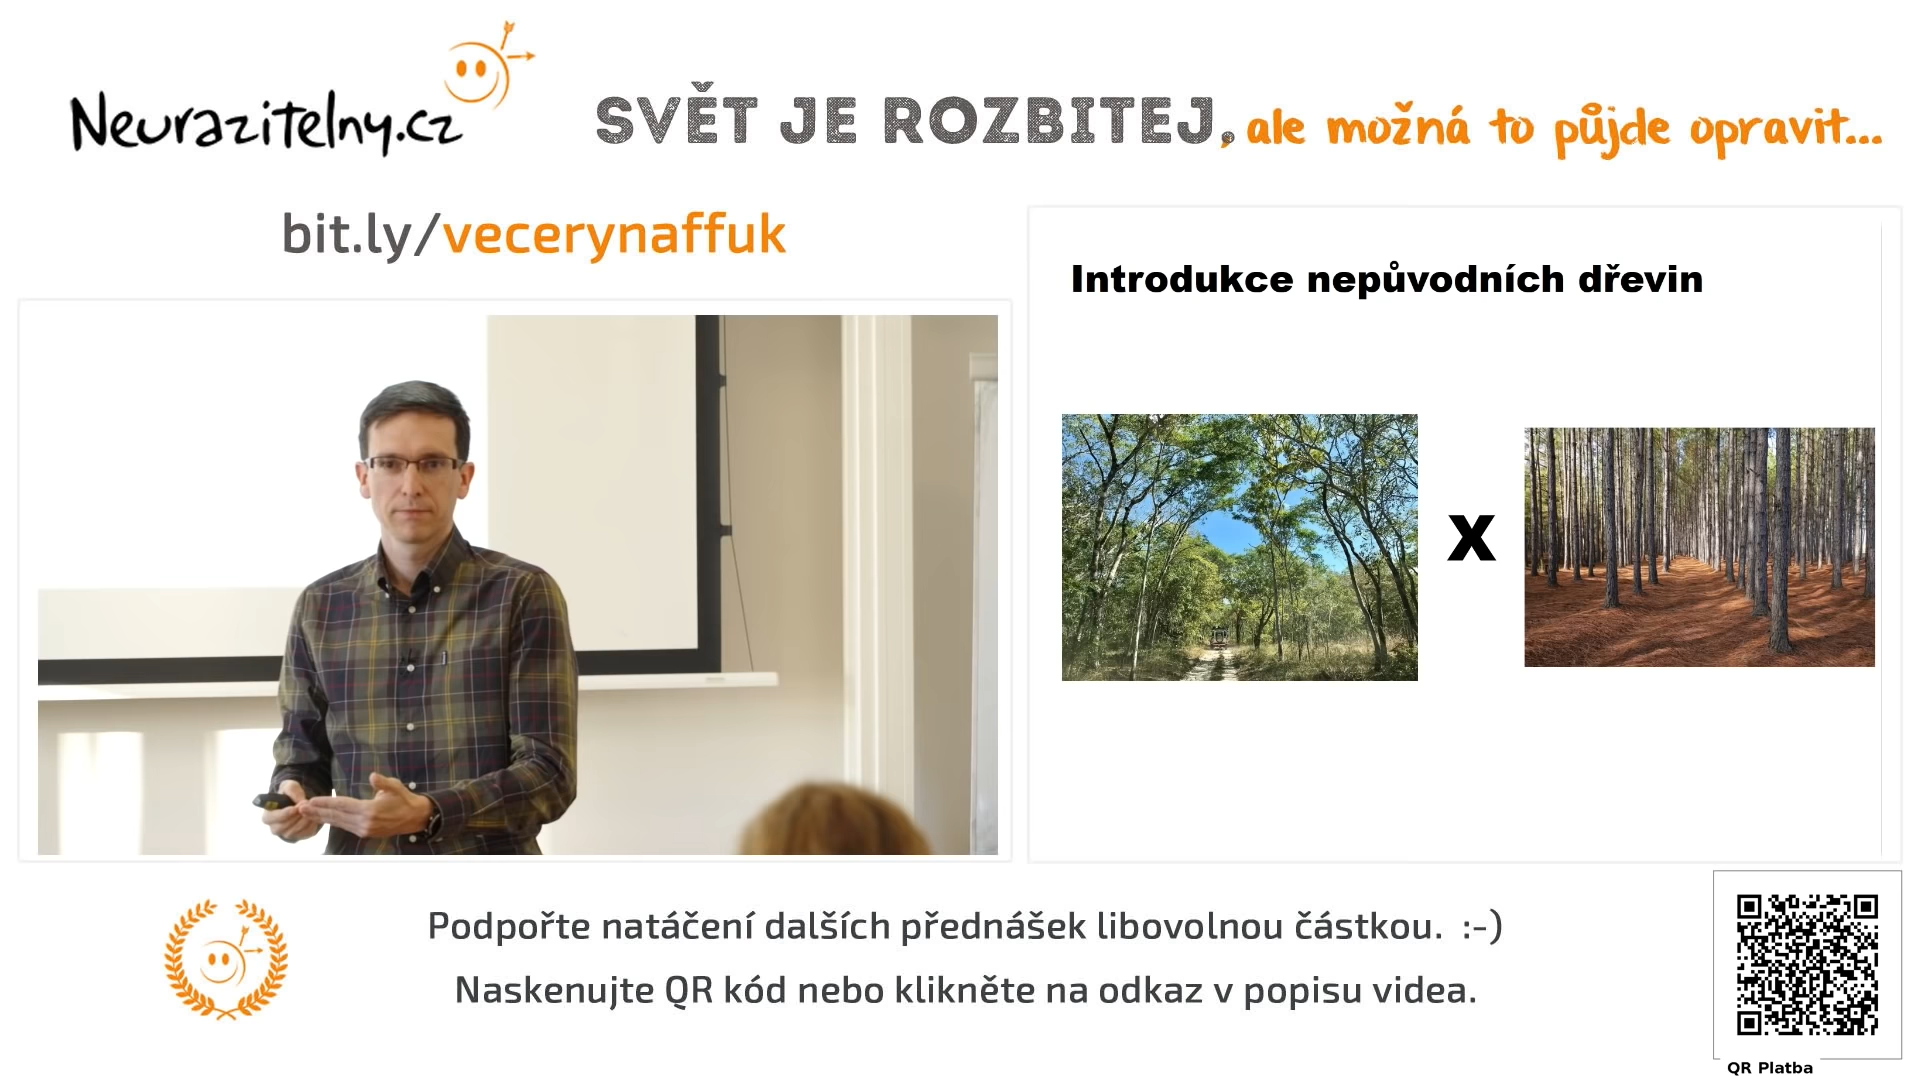 Neurazitelny.cz
SVĚT JE ROZBITEJ, ale možná to půjde opravit...
bit.ly/vecerynaffuk
Introdukce nepůvodních dřevin
X
Podpořte natáčení dalších přednášek libovolnou částkou. :-)
Naskenujte QR kód nebo klikněte na odkaz v popisu videa.
QR Platba